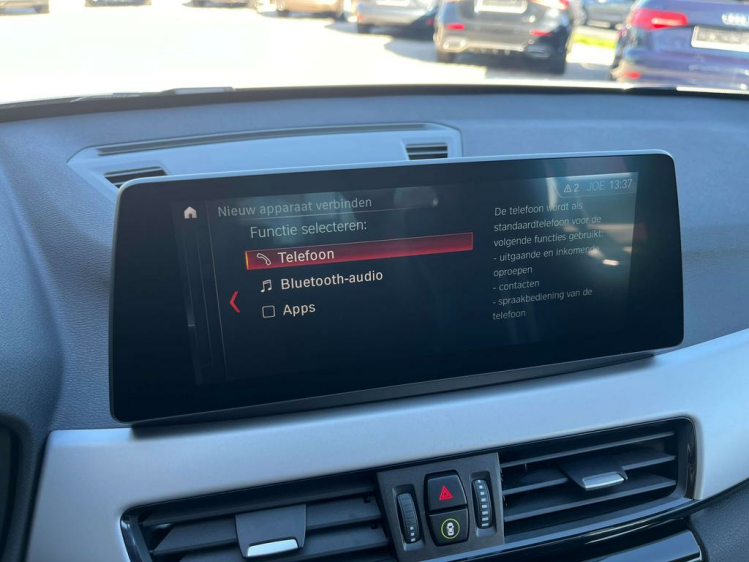 2 JOE 13:37
Nieuw apparaat verbinden
Functie selecteren:
Telefoon
Bluetooth-audio
Apps
De telefoon wordt als
standaardtelefoon voor de
volgende functies gebruikt:
- uitgaande en inkomende
oproepen
- contacten
- spraakbediening van de
telefoon